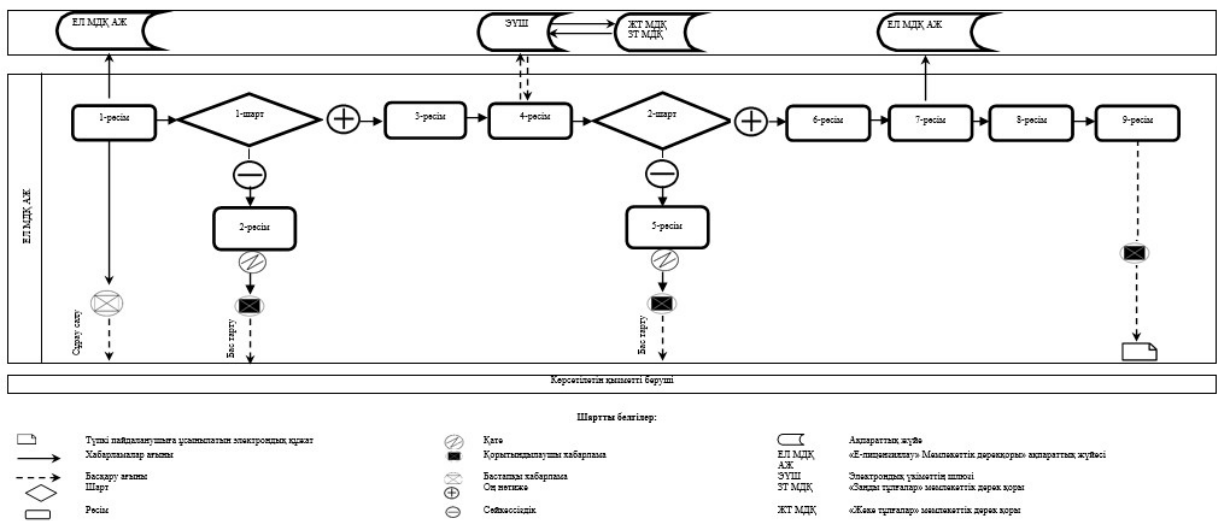 ЕЛ МДҚ АЖ
ЭҮШ
ЖТ МДҚ
ЗТ МДҚ
ЕЛ МДҚ АЖ
ЕЛ МДҚ АЖ
1-рәсім
1-шарт
3-рәсім
4-рәсім
2-шарт
6-рәсім
7-рәсім
8-рәсім
9-рәсім
2-рәсім
5-рәсім
Сұрау салу
Бас тарту
Бас тарту
Көрсетілетін қызметті беруші
Шартты белгілер:
Түпкі пайдаланушыға ұсынылатын электрондық құжат
Хабарламалар ағыны
Басқару ағыны
Шарт
Рәсім
Қате
Қорытындылаушы хабарлама
Бастапқы хабарлама
Оң нәтиже
Сәйкессіздік
Ақпараттық жүйе
ЕЛ МДҚ АЖ «Е-лицензиялау» Мемлекеттік дерекқоры» ақпараттық жүйесі
ЭҮШ Электрондық үкіметтің шлюзі
ЗТ МДҚ «Заңды тұлғалар» мемлекеттік дерек қоры
ЖТ МДҚ «Жеке тұлғалар» мемлекеттік дерек қоры